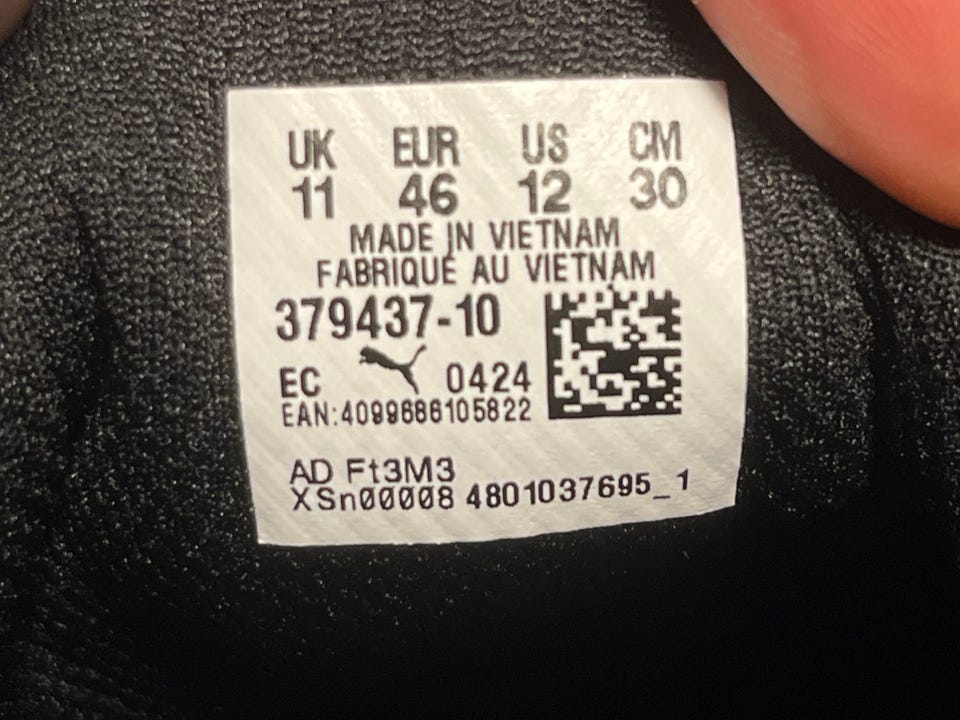 UK EUR US CM
11 46 12 30
MADE IN VIETNAM
FABRIQUÉ AU VIETNAM
379437-10
EC 0424
EAN:4099686105822
AD Ft3M3
XSn00008 4801037695_1